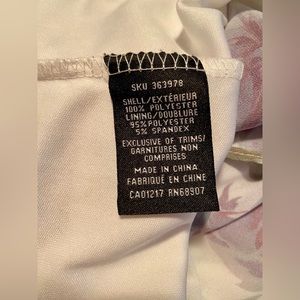 SKU 363978
SHELL/EXTÉRIEUR
100% POLYESTER
LINING/DOUBLURE
95% POLYESTER
5% SPANDEX
EXCLUSIVE OF TRIMS/
GARNITURES NON
COMPRISES
MADE IN CHINA
FABRIQUÉ EN CHINE
CA01217 RN68907